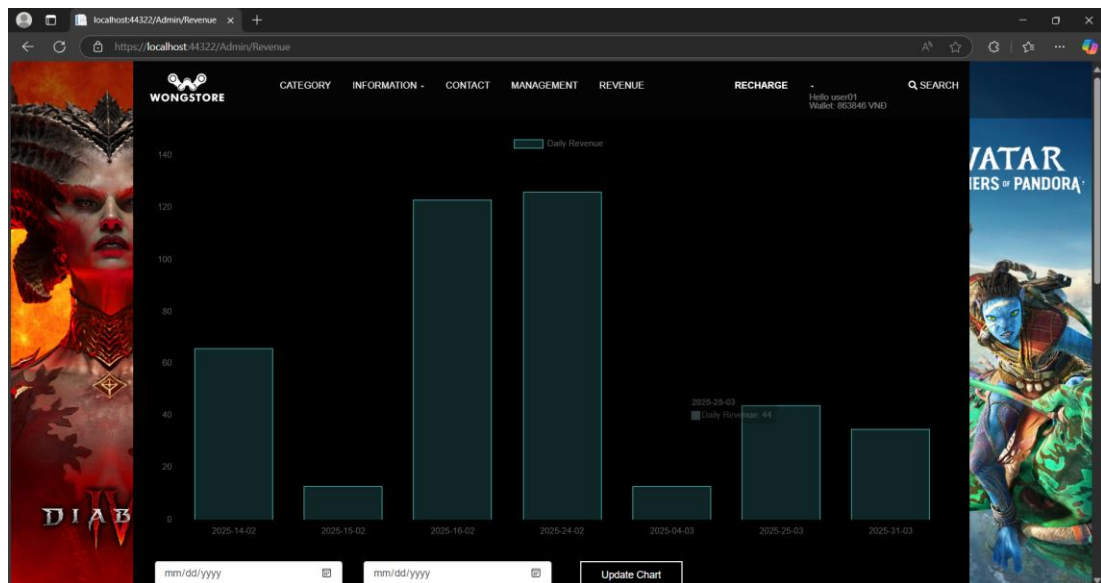 localhost:44322/Admin/Revenue
https://localhost:44322/Admin/Revenue
WONGSTORE
CATEGORY INFORMATION - CONTACT MANAGEMENT REVENUE RECHARGE - SEARCH
Hello user01
Wallet: 863846 VNĐ
Daily Revenue
140
120
100
80
60
40
20
0
2025-25-03
Daily Revenue: 44
2025-14-02 2025-15-02 2025-16-02 2025-24-02 2025-04-03 2025-25-03 2025-31-03
mm/dd/yyyy mm/dd/yyyy Update Chart
DIAB
IV
VATAR
IERS OF PANDORA